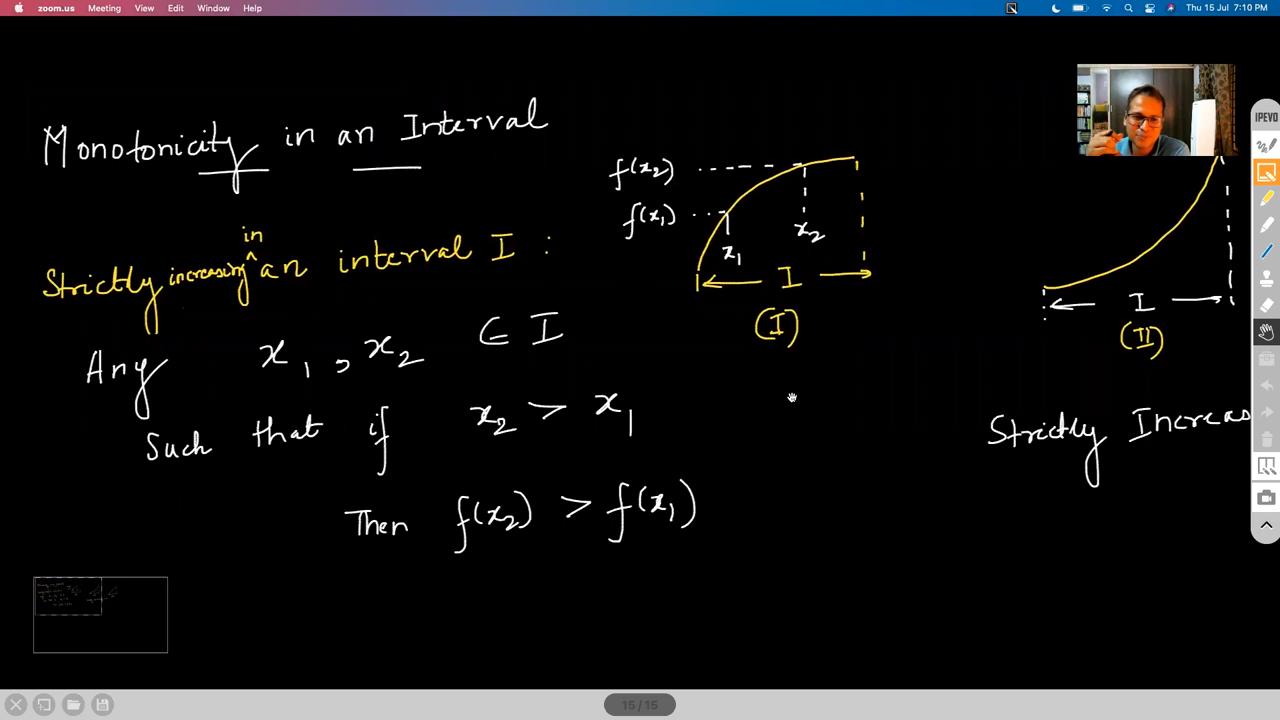 zoom.us Meeting View Edit Window Help Thu 15 Jul 7:10 PM
IPEVO
Monotonicity in an Interval
f(x2)
f(x1)
x1 x2
I
(I)
I
(II)
Strictly increasing in an interval I :
Any x1, x2 ∈ I
Such that if x2 > x1
Then f(x2) > f(x1)
Strictly Increas
15 / 15